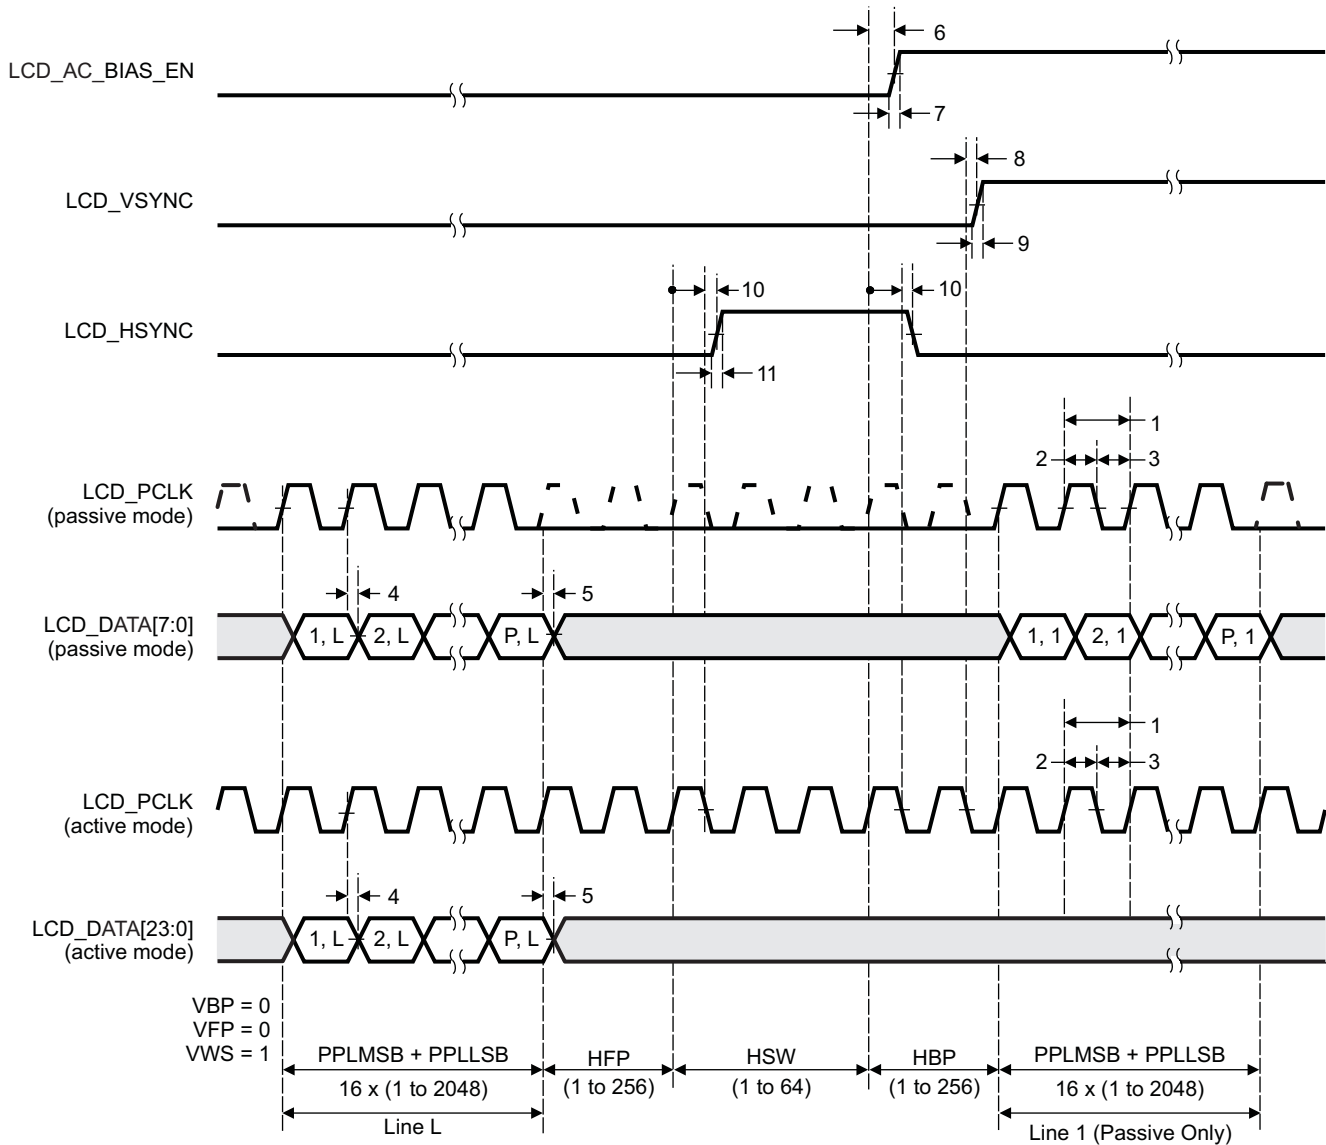 6
LCD_AC_BIAS_EN
7
8
LCD_VSYNC
9
10
10
LCD_HSYNC
11
1
2
3
LCD_PCLK
(passive mode)
4
5
LCD_DATA[7:0]
(passive mode)
1, L
2, L
P, L
1, 1
2, 1
P, 1
1
2
3
LCD_PCLK
(active mode)
4
5
LCD_DATA[23:0]
(active mode)
1, L
2, L
P, L
VBP = 0
VFP = 0
VWS = 1
PPLMSB + PPLLSB
16 x (1 to 2048)
Line L
HFP
(1 to 256)
HSW
(1 to 64)
HBP
(1 to 256)
PPLMSB + PPLLSB
16 x (1 to 2048)
Line 1 (Passive Only)